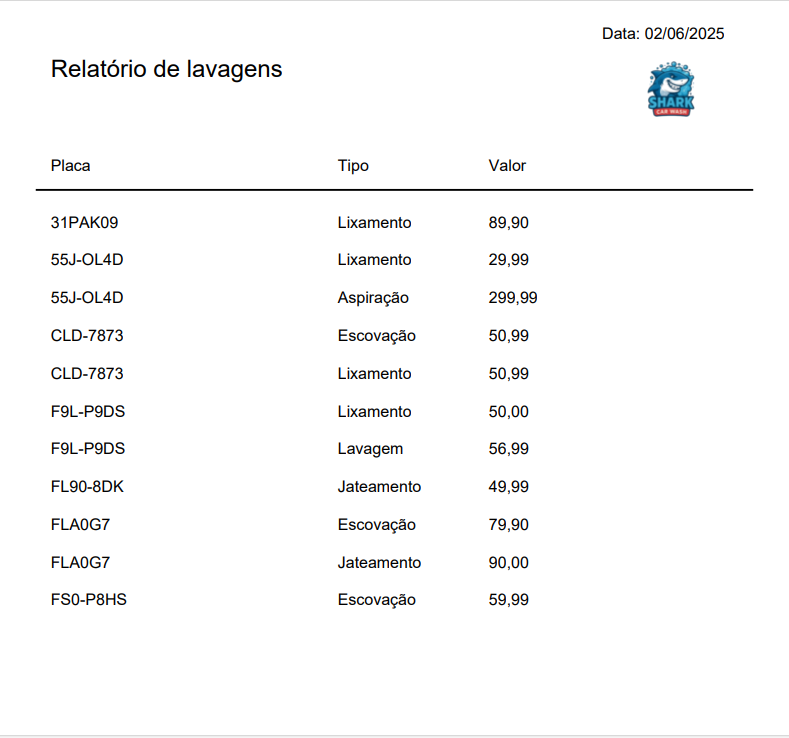 Data: 02/06/2025
Relatório de lavagens
SHARK
CAR WASH
Placa Tipo Valor
31PAK09 Lixamento 89,90
55J-OL4D Lixamento 29,99
55J-OL4D Aspiração 299,99
CLD-7873 Escovação 50,99
CLD-7873 Lixamento 50,99
F9L-P9DS Lixamento 50,00
F9L-P9DS Lavagem 56,99
FL90-8DK Jateamento 49,99
FLA0G7 Escovação 79,90
FLA0G7 Jateamento 90,00
FS0-P8HS Escovação 59,99